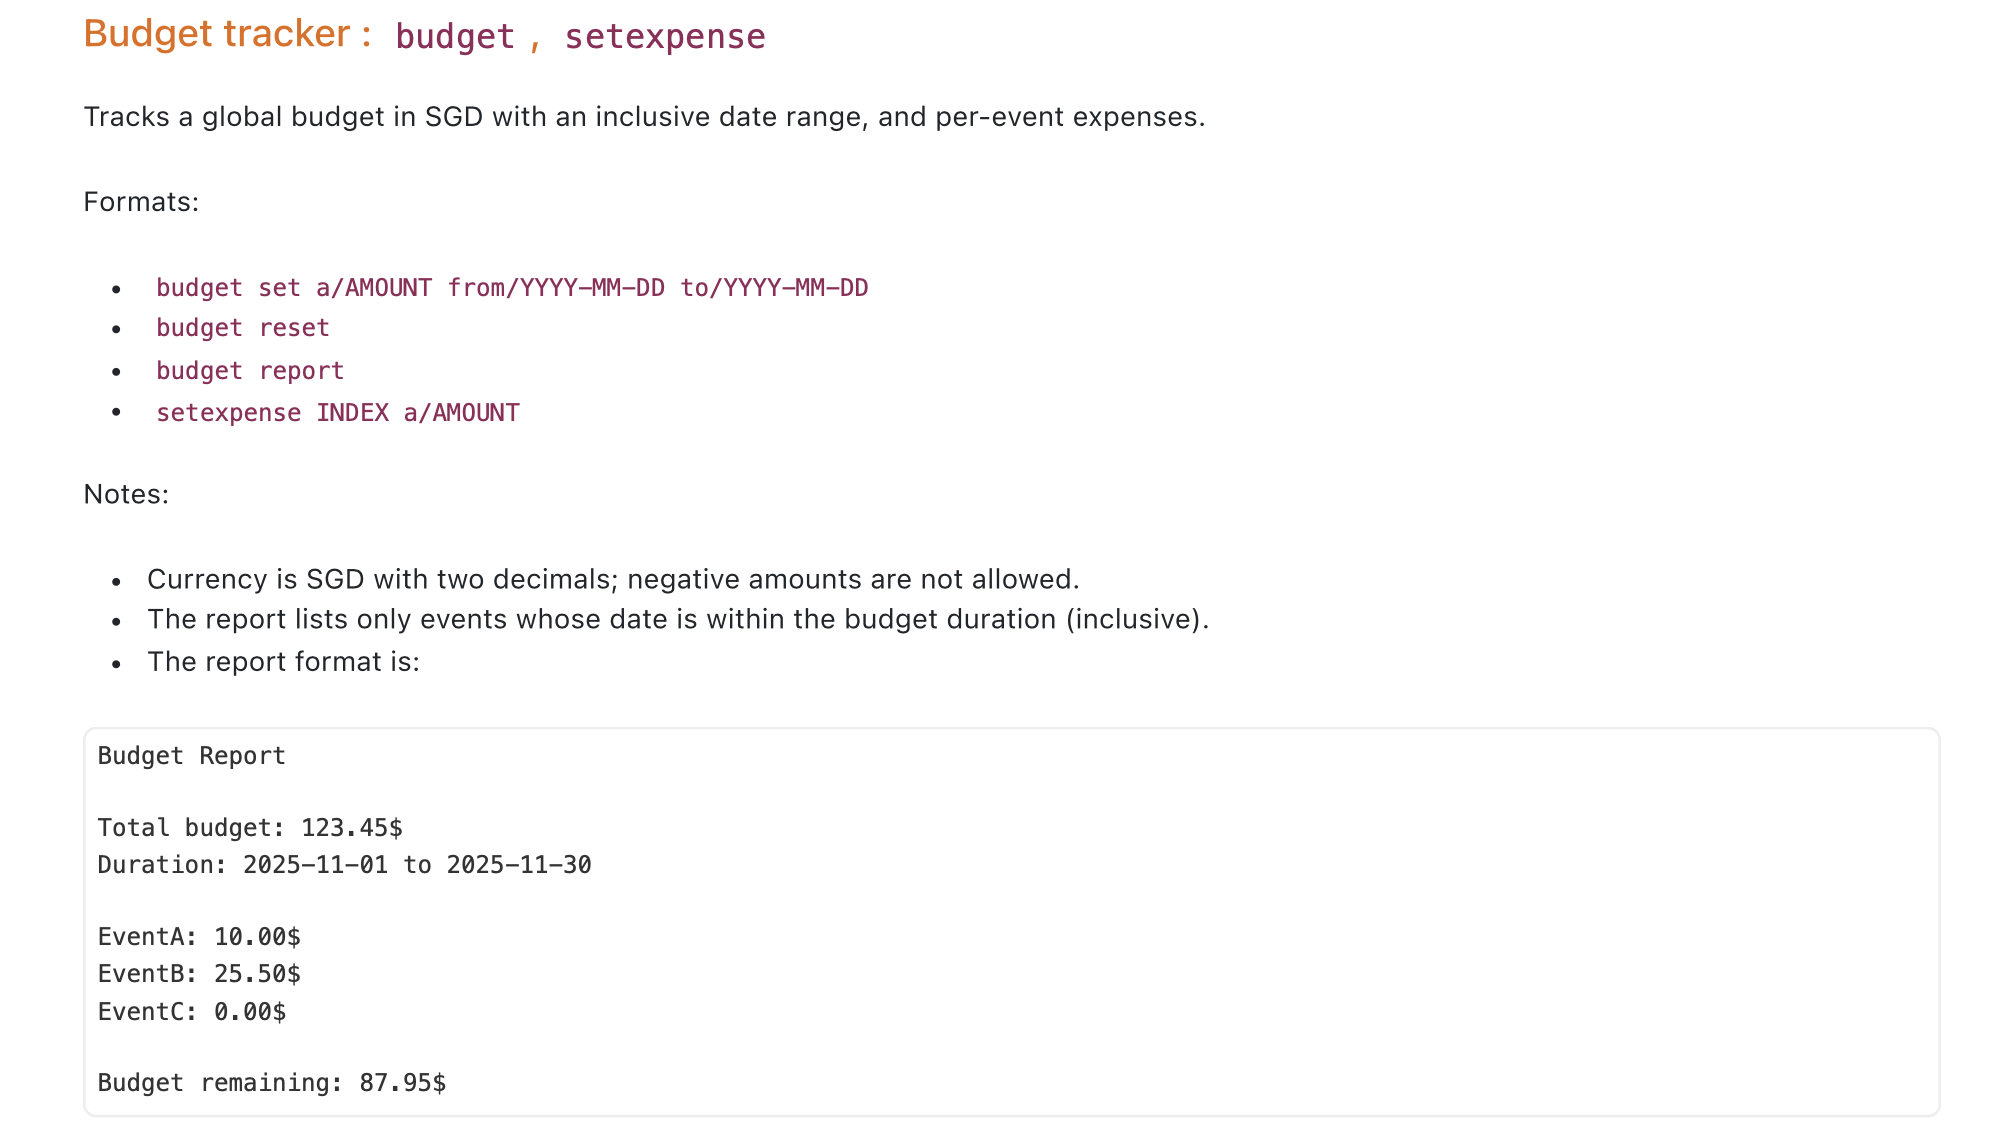 Budget tracker : budget , setexpense
Tracks a global budget in SGD with an inclusive date range, and per-event expenses.
Formats:
• budget set a/AMOUNT from/YYYY-MM-DD to/YYYY-MM-DD
• budget reset
• budget report
• setexpense INDEX a/AMOUNT
Notes:
• Currency is SGD with two decimals; negative amounts are not allowed.
• The report lists only events whose date is within the budget duration (inclusive).
• The report format is:
Budget Report
Total budget: 123.45$
Duration: 2025-11-01 to 2025-11-30
EventA: 10.00$
EventB: 25.50$
EventC: 0.00$
Budget remaining: 87.95$